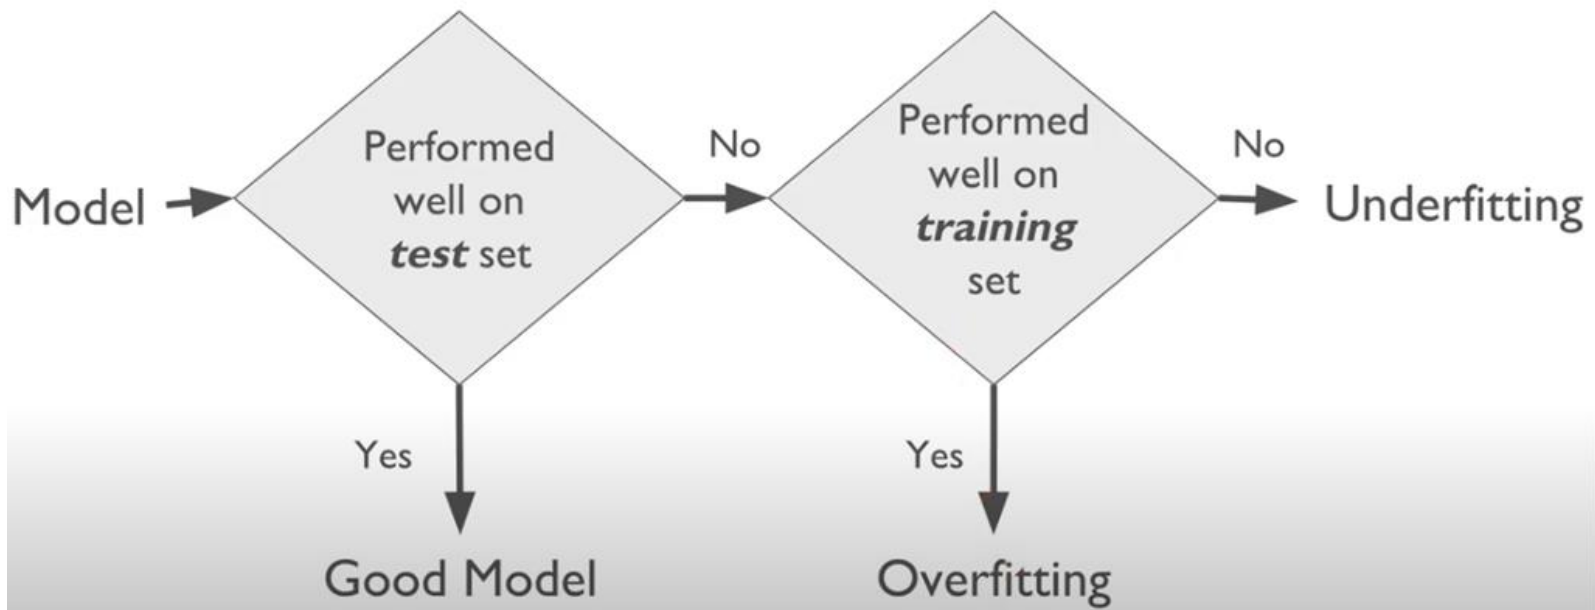 Model
Performed
well on
test set
No
Performed
well on
training
set
No
Underfitting
Yes
Good Model
Yes
Overfitting